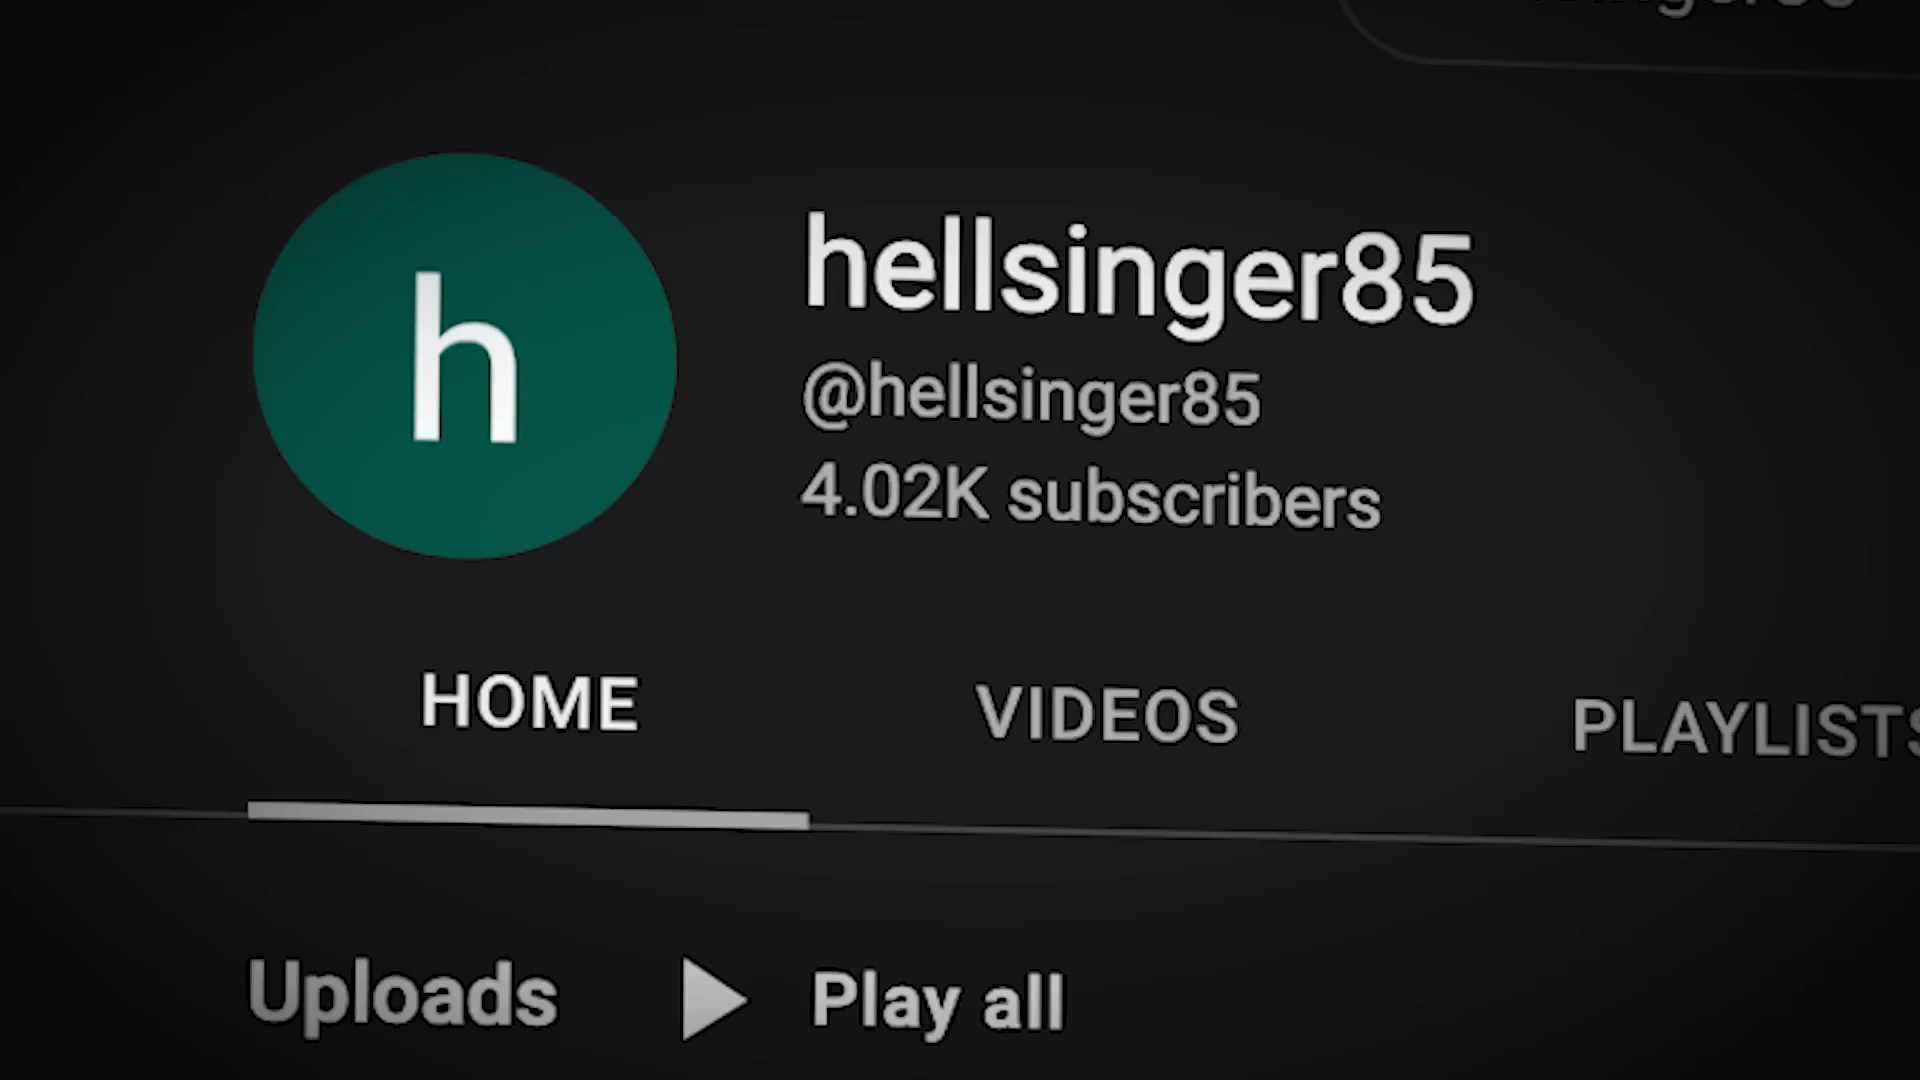 h
hellsinger85
@hellsinger85
4.02K subscribers
HOME VIDEOS PLAYLISTS
Uploads Play all